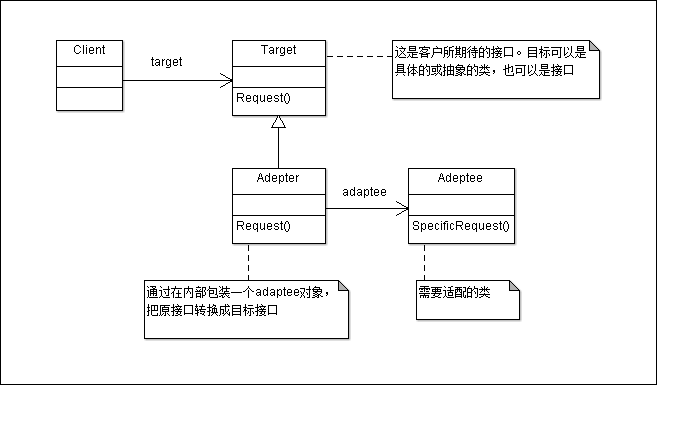 Client
target
Target
Request()
这是客户所期待的接口。目标可以是
具体的或抽象的类，也可以是接口
Adepter
Request()
adaptee
Adeptee
SpecificRequest()
通过在内部包装一个adaptee对象，
把原接口转换成目标接口
需要适配的类